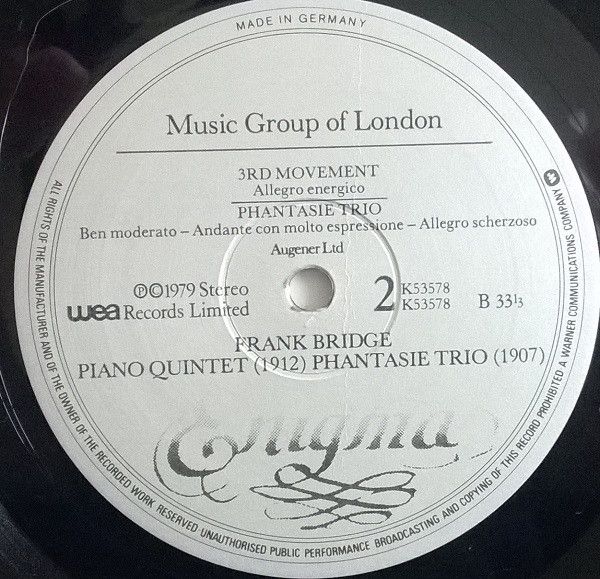 MADE IN GERMANY
Music Group of London
3RD MOVEMENT
Allegro energico
PHANTASIE TRIO
Ben moderato – Andante con molto espressione – Allegro scherzoso
Augener Ltd
ⓅⒸ1979 Stereo
wea Records Limited
2 K53578
K53578
B 33⅓
FRANK BRIDGE
PIANO QUINTET (1912) PHANTASIE TRIO (1907)
Enigma
ALL RIGHTS OF THE MANUFACTURER AND OF THE OWNER OF THE RECORDED WORK RESERVED UNAUTHORISED PUBLIC PERFORMANCE BROADCASTING AND COPYING OF THIS RECORD PROHIBITED A WARNER COMMUNICATIONS COMPANY